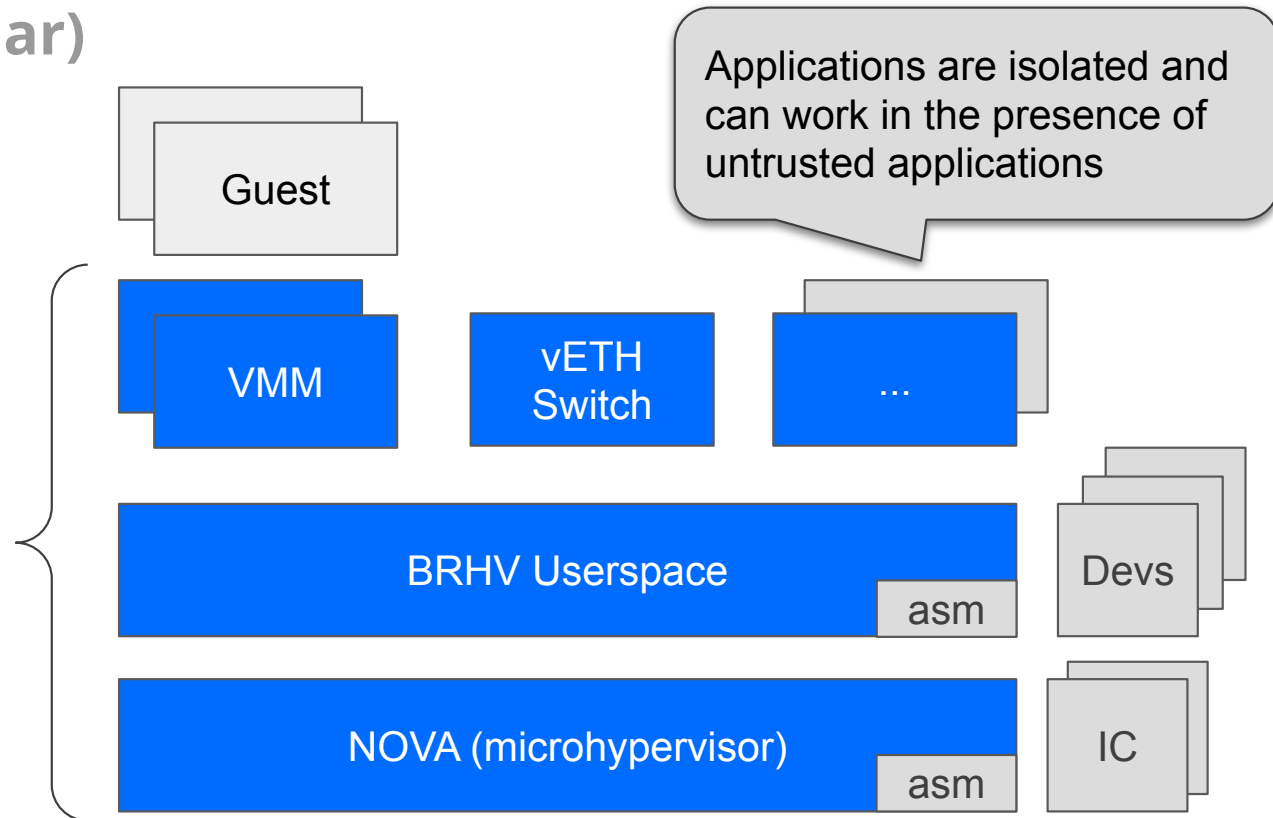 ar)
Applications are isolated and
can work in the presence of
untrusted applications
Guest
VMM
vETH
Switch
...
BRHV Userspace
asm
Devs
NOVA (microhypervisor)
asm
IC